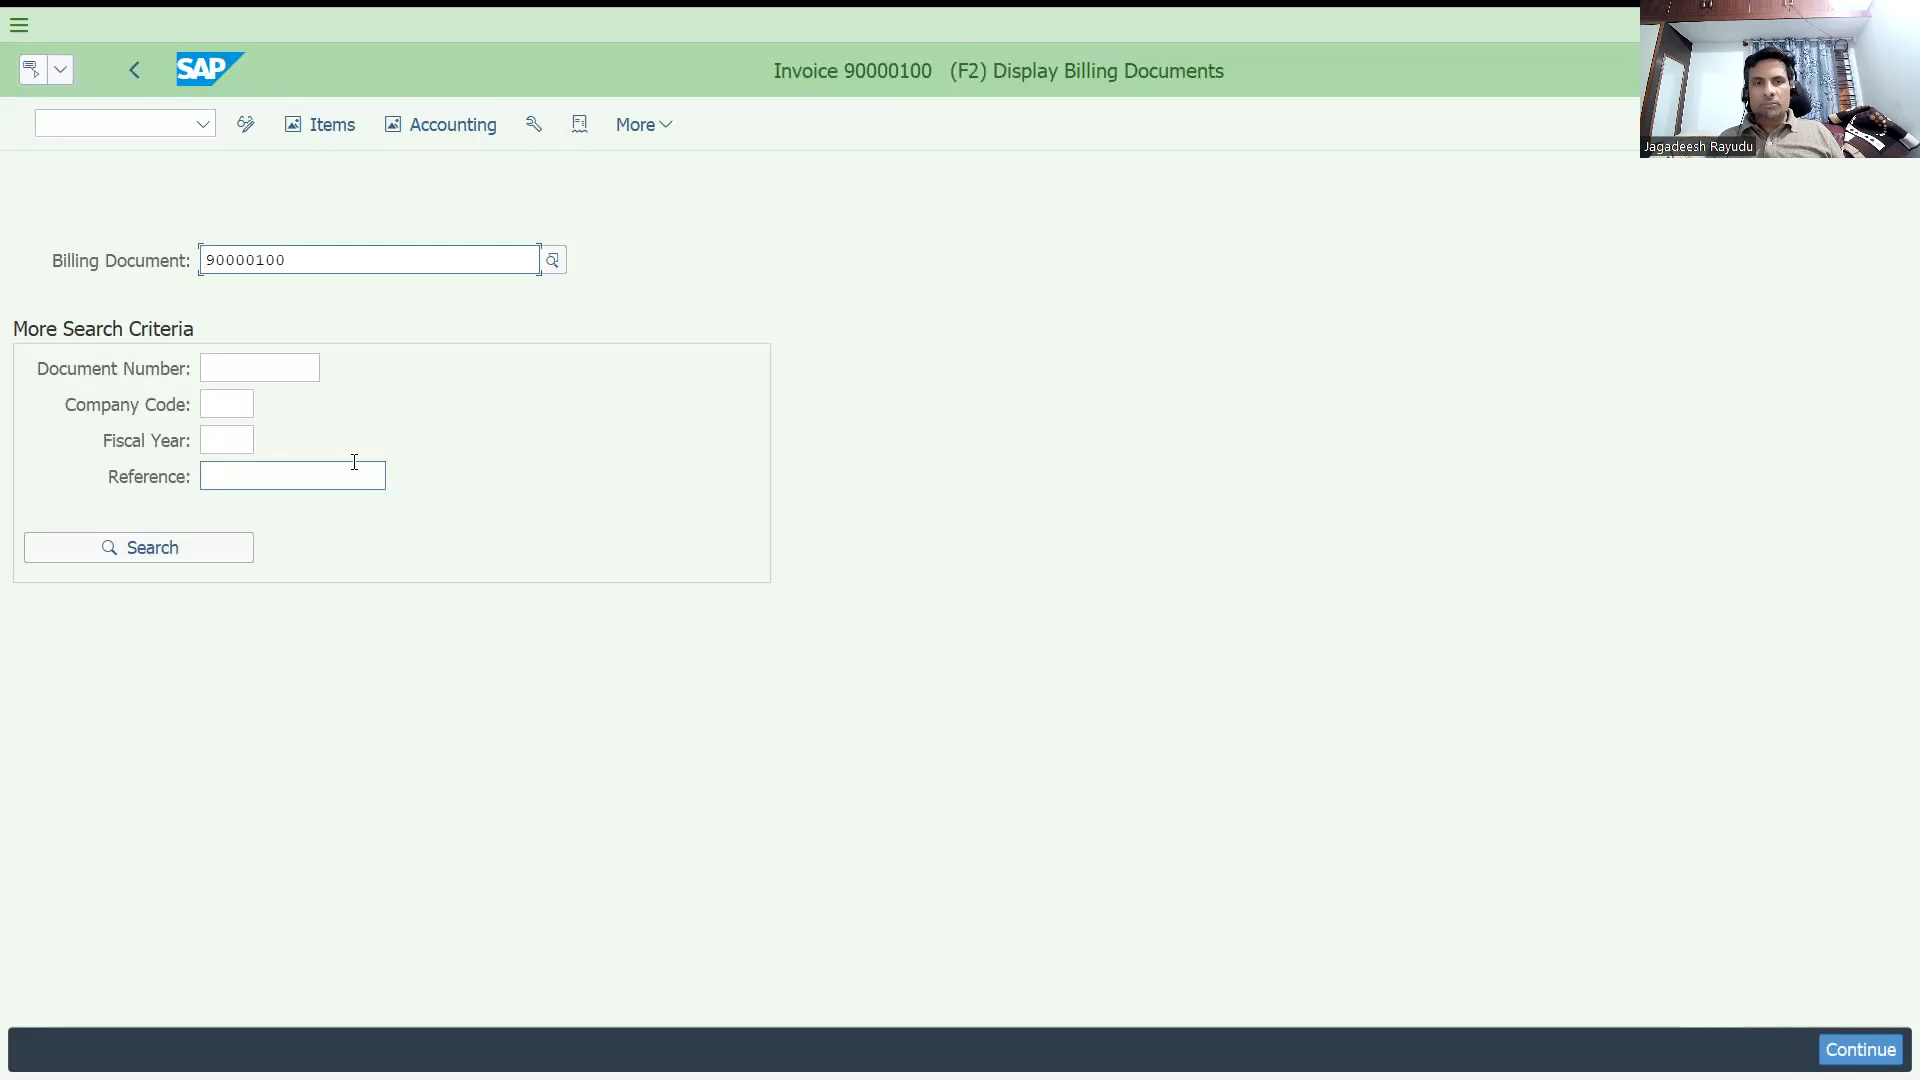 SAP
Invoice 90000100 (F2) Display Billing Documents
Items
Accounting
More
Jagadeesh Rayudu
Billing Document: 90000100
More Search Criteria
Document Number:
Company Code:
Fiscal Year:
Reference:
Search
Continue